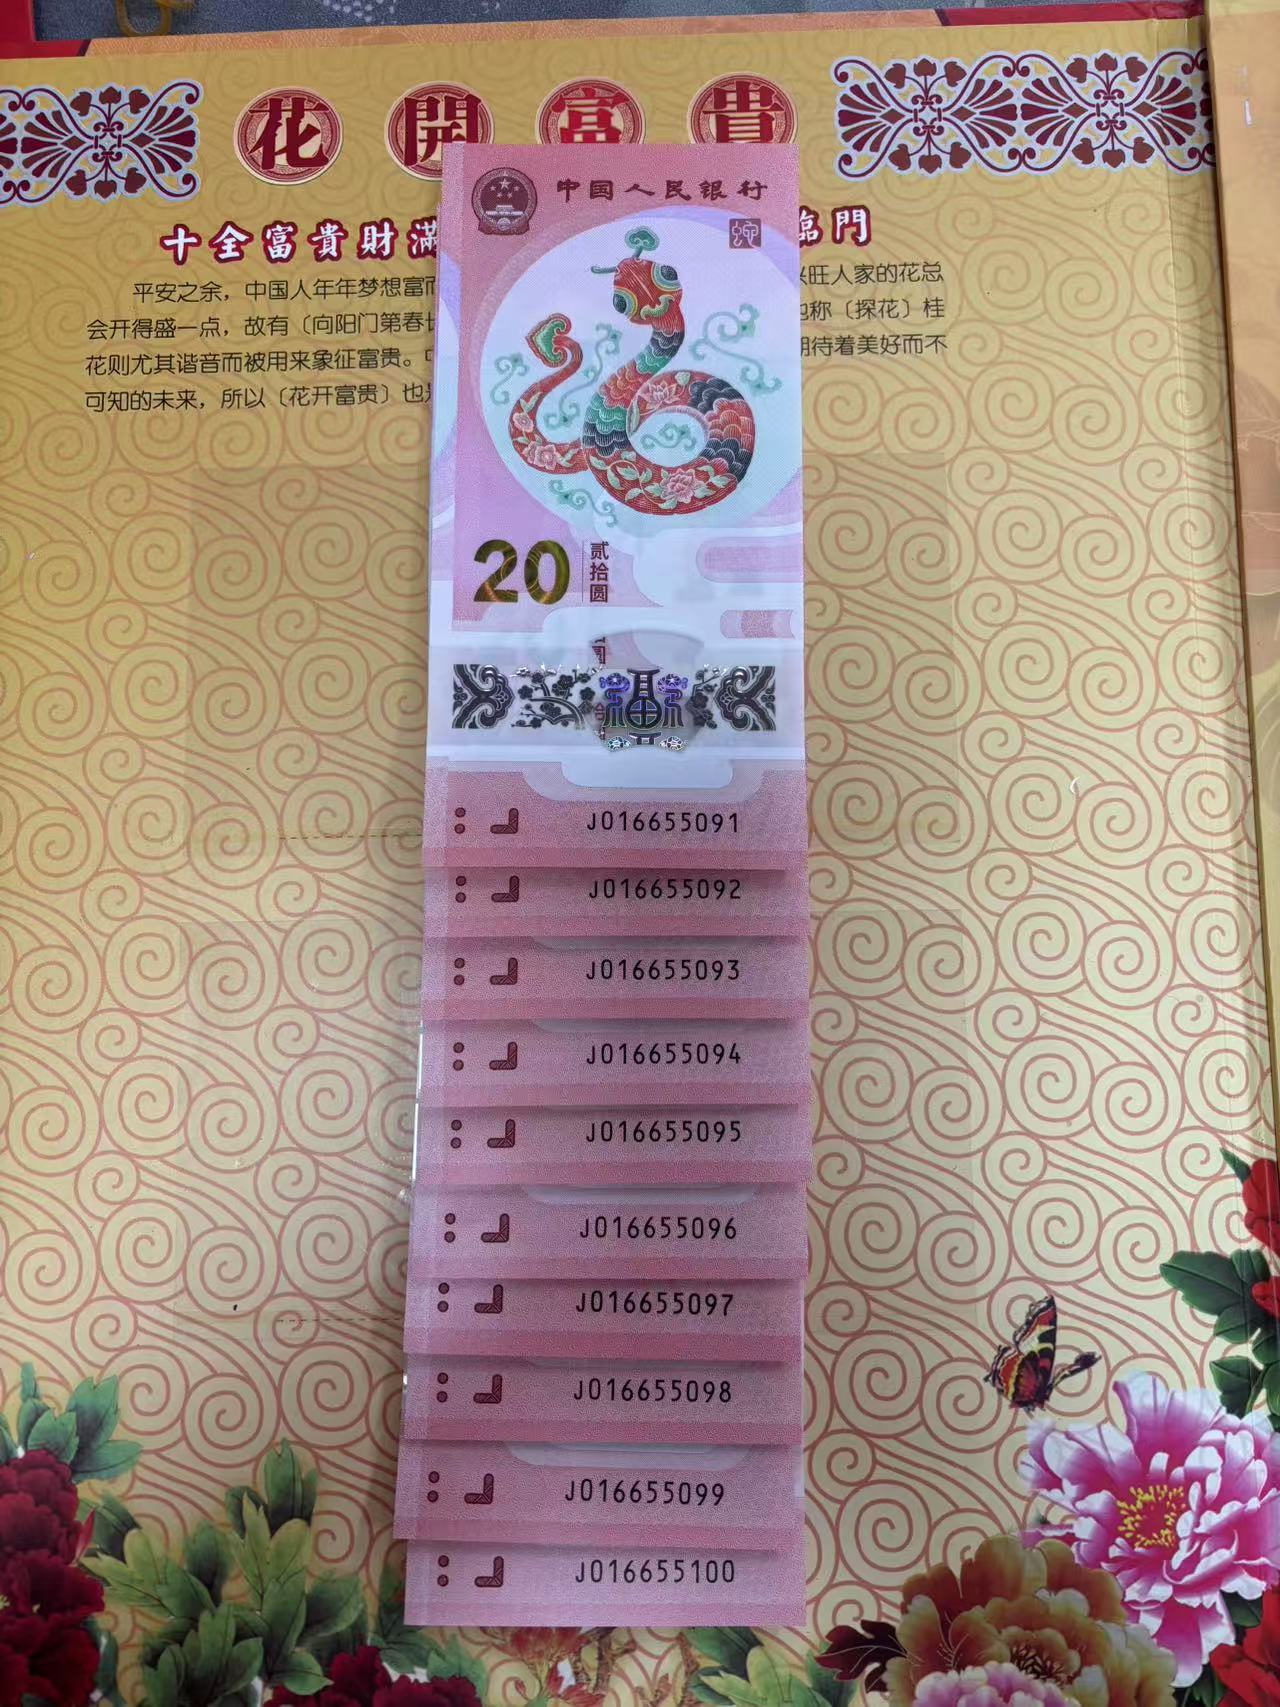 花開富貴
十全富貴財滿 臨門
中国人民银行
平安之余，中国人年年梦想富 兴旺人家的花总
会开得盛一点，故有〔向阳门第春 称〔探花〕桂
花则尤其谐音而被用来象征富贵。 期待着美好而不
可知的未来，所以〔花开富贵〕也
20 贰拾圆
福
J016655091
J016655092
J016655093
J016655094
J016655095
J016655096
J016655097
J016655098
J016655099
J016655100